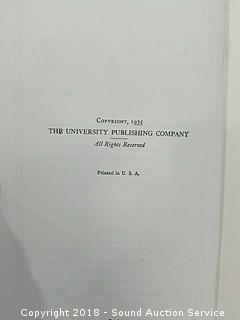 Copyright, 1935
THE UNIVERSITY PUBLISHING COMPANY
All Rights Reserved
Printed in U. S. A.
Copyright 2018 - Sound Auction Service